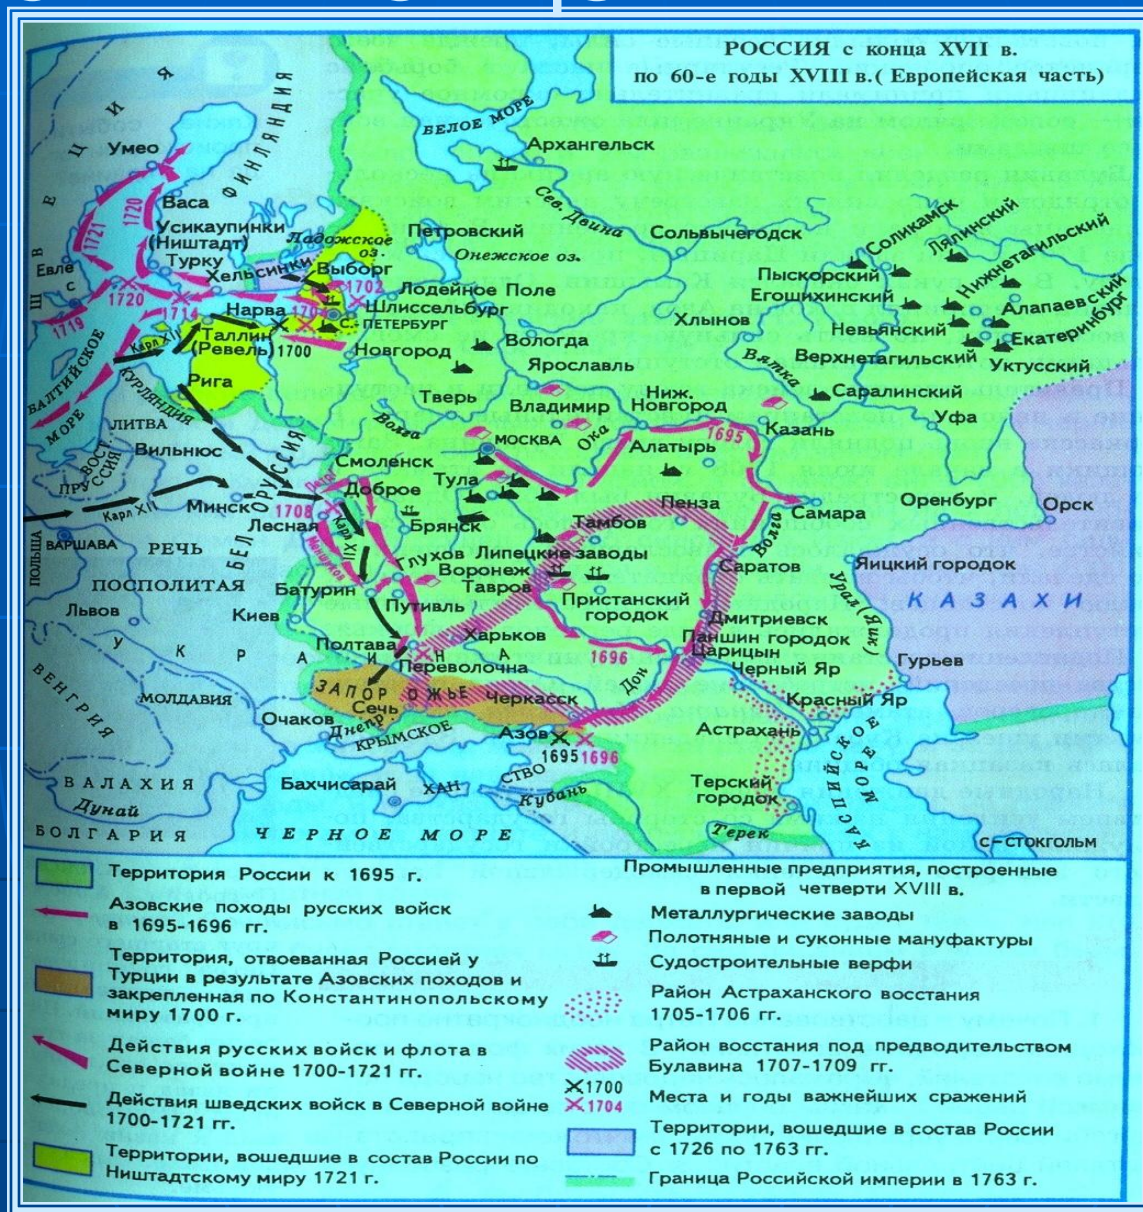 РОССИЯ с конца XVII в.
по 60-е годы XVIII в. ( Европейская часть)
БЕЛОЕ МОРЕ
Архангельск
Сев. Двина
Сольвычегодск
ШВЕЦИЯ
ФИНЛЯНДИЯ
Умео
Васа
1720
1721
Усикаупинки
(Ништадт)
Турку
Хельсинки
Евле
С
1720
1719
1714
Ладожское
оз.
Выборг
1702
Петровский
Онежское оз.
Лодейное Поле
Шлиссельбург
С.-ПЕТЕРБУРГ
Нарва
1704
1700
Таллин
(Ревель)
Карл XII
Новгород
Рига
БАЛТИЙСКОЕ
МОРЕ
КУРЛЯНДИЯ
ЛИТВА
Вильнюс
ВОСТ.
ПРУССИЯ
Соликамск
Лялинский
Нижнетагильский
Пыскорский
Егошихинский
Алапаевский
Невьянский
Екатеринбург
Верхнетагильский
Уктусский
Хлынов
Вятка
Саралинский
Вологда
Ярославль
Тверь
Волга
Владимир
Ниж.
Новгород
МОСКВА
Ока
1695
Казань
Уфа
Алатырь
Смоленск
Тула
Доброе
Минск
БЕЛОРУССИЯ
1708
Лесная
Карл XII
Карл XII
ВАРШАВА
ПОЛЬША
РЕЧЬ
ПОСПОЛИТАЯ
Брянск
Пенза
Тамбов
Самара
Волга
Оренбург
Орск
Глухов
Липецкие заводы
Воронеж
Тавров
Саратов
Яицкий городок
Урал (Яик)
КАЗАХИ
Батурин
Путивль
Пристанский
городок
Дмитриевск
Львов
Киев
УКРАИНА
Полтава
Харьков
Паншин городок
Царицын
1696
Переволочна
Черный Яр
Гурьев
Дон
ВЕНГРИЯ
МОЛДАВИЯ
ЗАПОРОЖЬЕ
Сечь
Черкасск
Красный Яр
Очаков
Днепр
Азов
1695
1696
Астрахань
КРЫМСКОЕ
ХАНСТВО
Бахчисарай
Кубань
Терский
городок
КАСПИЙСКОЕ
МОРЕ
ВАЛАХИЯ
Дунай
БОЛГАРИЯ
ЧЕРНОЕ МОРЕ
Терек
С-СТОКГОЛЬМ
Территория России к 1695 г.
Азовские походы русских войск
в 1695-1696 гг.
Территория, отвоеванная Россией у
Турции в результате Азовских походов и
закрепленная по Константинопольскому
миру 1700 г.
Действия русских войск и флота в
Северной войне 1700-1721 гг.
Действия шведских войск в Северной войне
1700-1721 гг.
Территории, вошедшие в состав России по
Ништадтскому миру 1721 г.
Промышленные предприятия, построенные
в первой четверти XVIII в.
Металлургические заводы
Полотняные и суконные мануфактуры
Судостроительные верфи
Район Астраханского восстания
1705-1706 гг.
Район восстания под предводительством
Булавина 1707-1709 гг.
1700
1704
Места и годы важнейших сражений
Территории, вошедшие в состав России
с 1726 по 1763 гг.
Граница Российской империи в 1763 г.